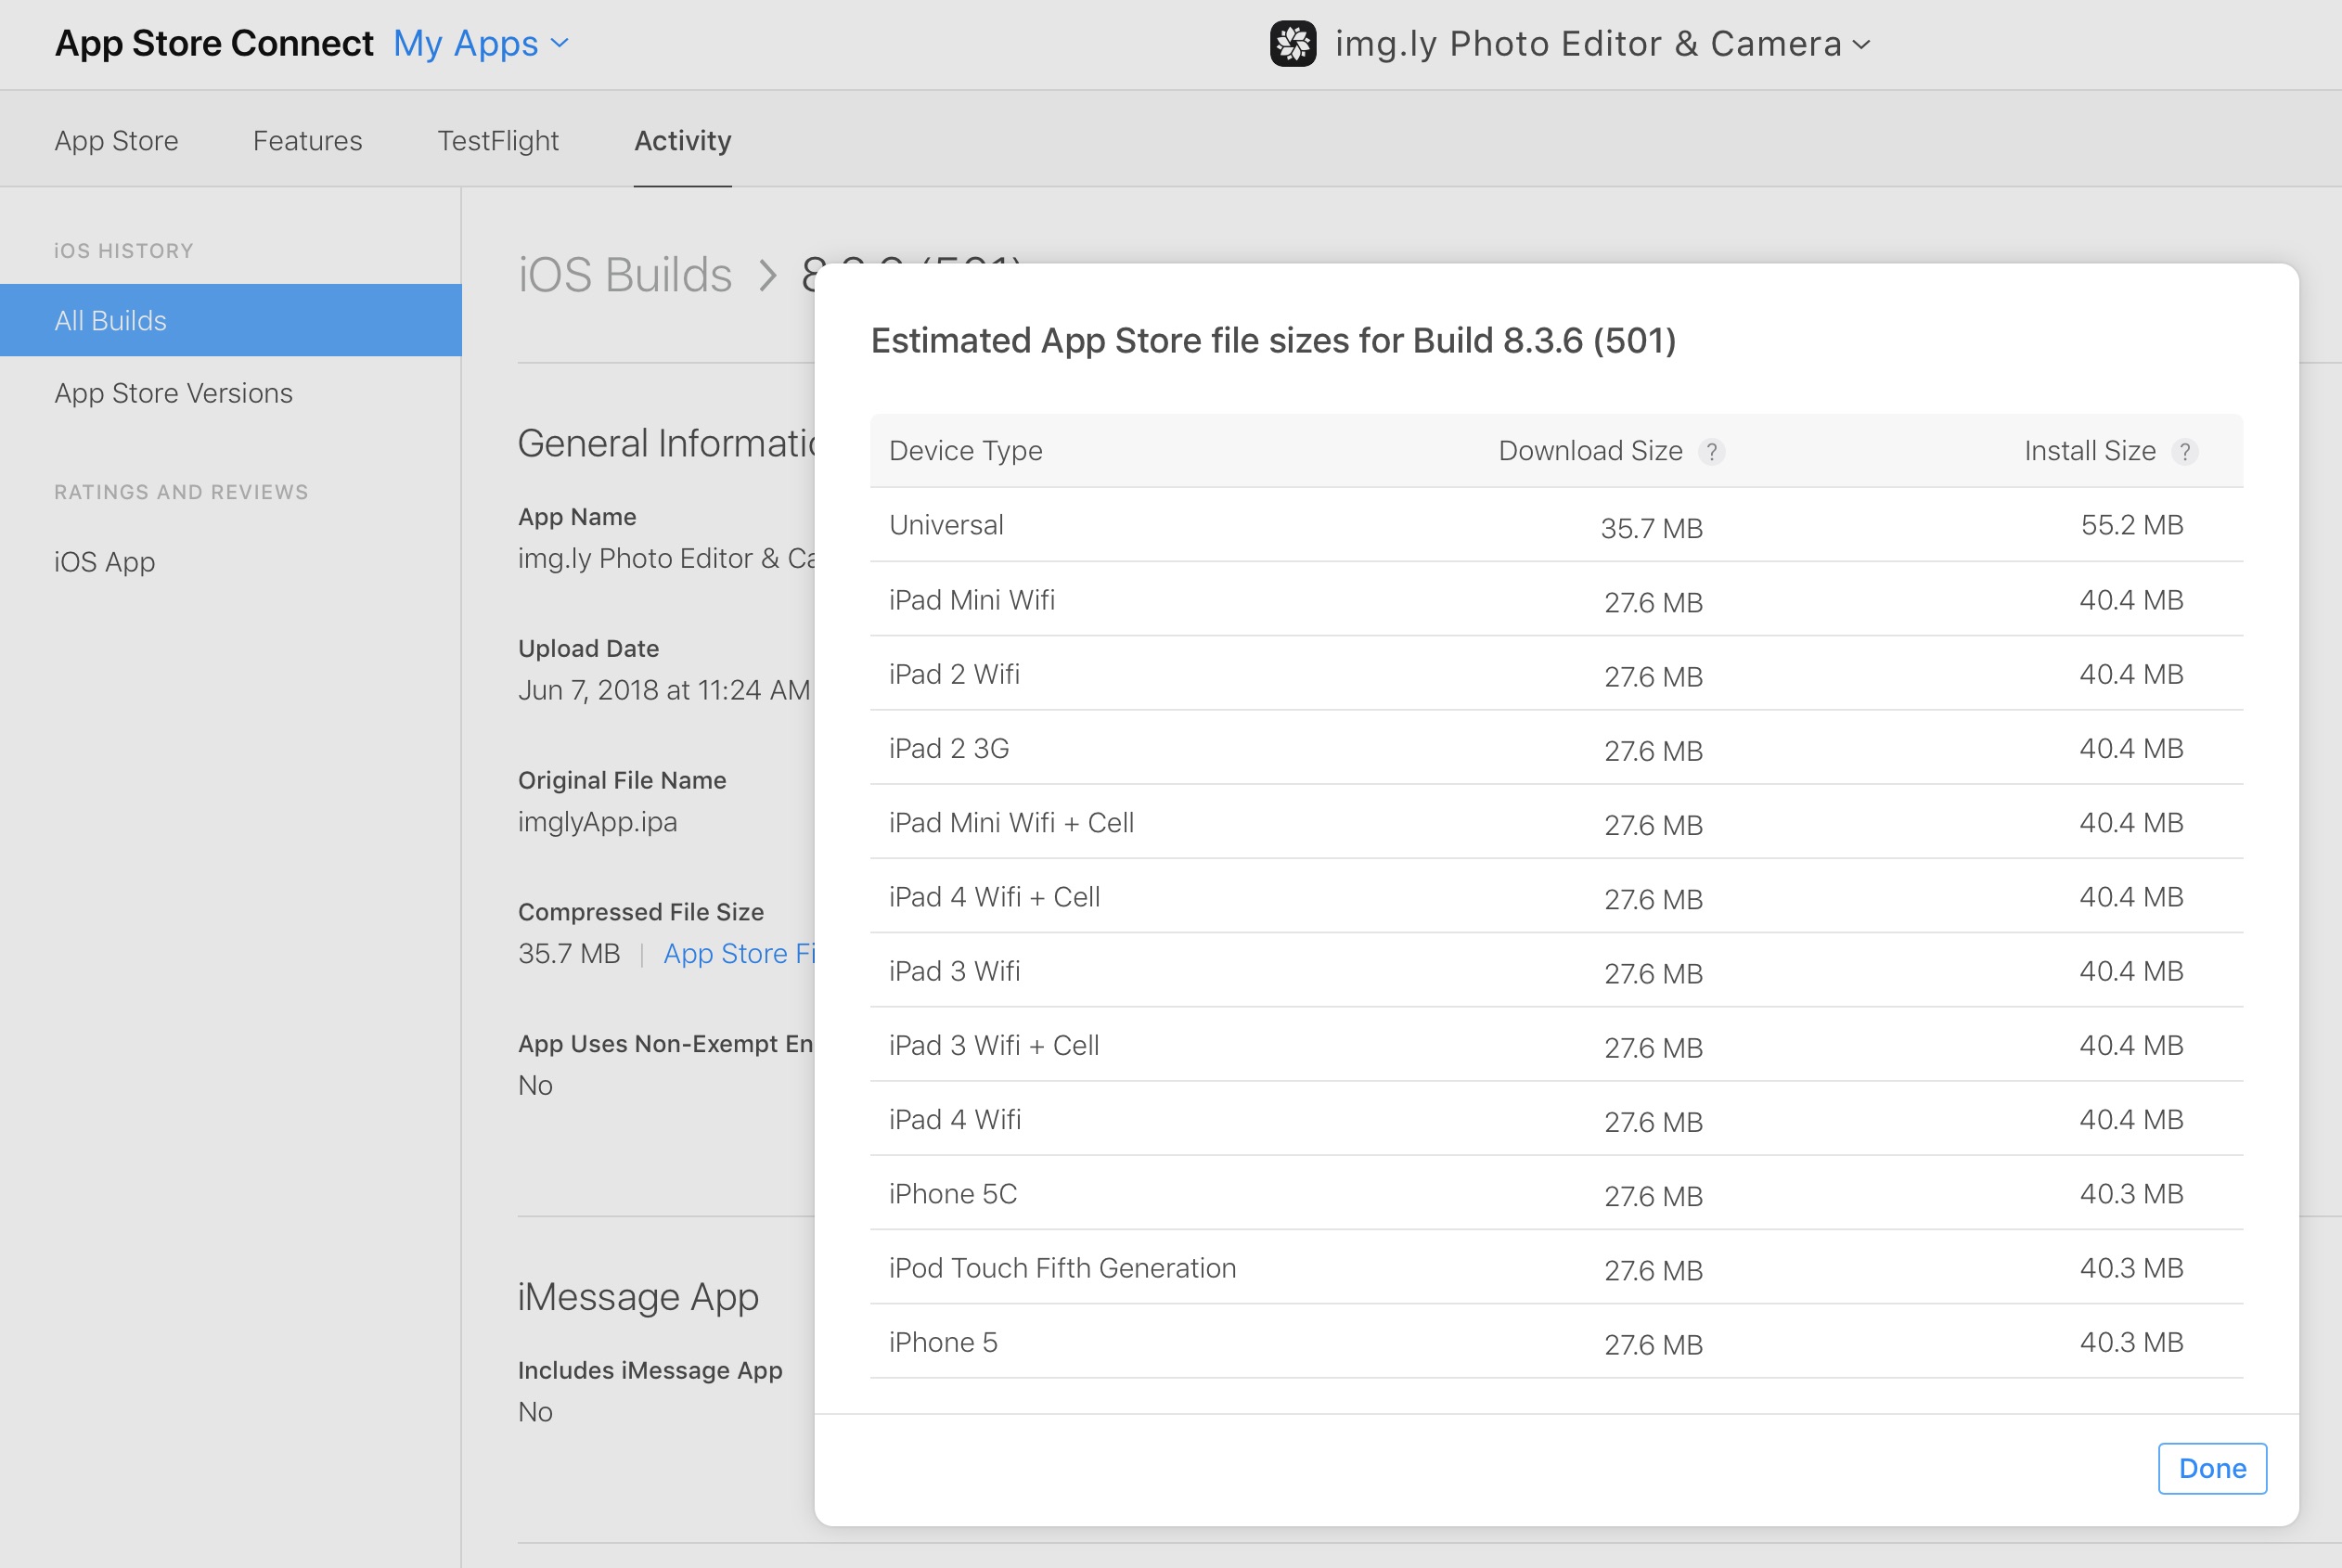 App Store Connect My Apps
img.ly Photo Editor & Camera
App Store Features TestFlight Activity
iOS HISTORY
All Builds
App Store Versions
RATINGS AND REVIEWS
iOS App
iOS Builds > 8.3.6 (501)
General Informatio
App Name
img.ly Photo Editor & Ca
Upload Date
Jun 7, 2018 at 11:24 AM
Original File Name
imglyApp.ipa
Compressed File Size
35.7 MB | App Store Fi
App Uses Non-Exempt En
No
iMessage App
Includes iMessage App
No
Estimated App Store file sizes for Build 8.3.6 (501)
Device Type Download Size ? Install Size ?
Universal 35.7 MB 55.2 MB
iPad Mini Wifi 27.6 MB 40.4 MB
iPad 2 Wifi 27.6 MB 40.4 MB
iPad 2 3G 27.6 MB 40.4 MB
iPad Mini Wifi + Cell 27.6 MB 40.4 MB
iPad 4 Wifi + Cell 27.6 MB 40.4 MB
iPad 3 Wifi 27.6 MB 40.4 MB
iPad 3 Wifi + Cell 27.6 MB 40.4 MB
iPad 4 Wifi 27.6 MB 40.4 MB
iPhone 5C 27.6 MB 40.3 MB
iPod Touch Fifth Generation 27.6 MB 40.3 MB
iPhone 5 27.6 MB 40.3 MB
Done